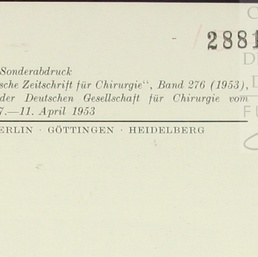 2881
Sonderabdruck
sche Zeitschrift für Chirurgie“, Band 276 (1953),
der Deutschen Gesellschaft für Chirurgie vom
7.—11. April 1953
ERLIN · GÖTTINGEN · HEIDELBERG